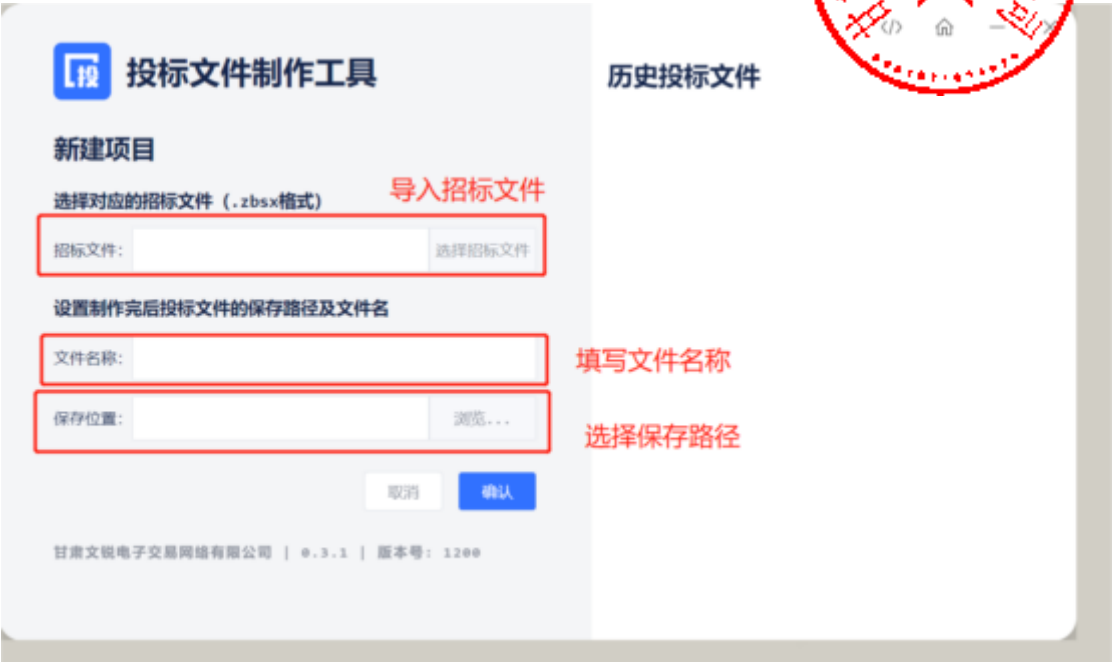 投标文件制作工具
历史投标文件
新建项目
选择对应的招标文件（.zbsx格式）
导入招标文件
招标文件： 选择招标文件
设置制作完后投标文件的保存路径及文件名
文件名称：
填写文件名称
保存位置： 浏览...
选择保存路径
取消 确认
甘肃文锐电子交易网络有限公司 | 0.3.1 | 版本号: 1200